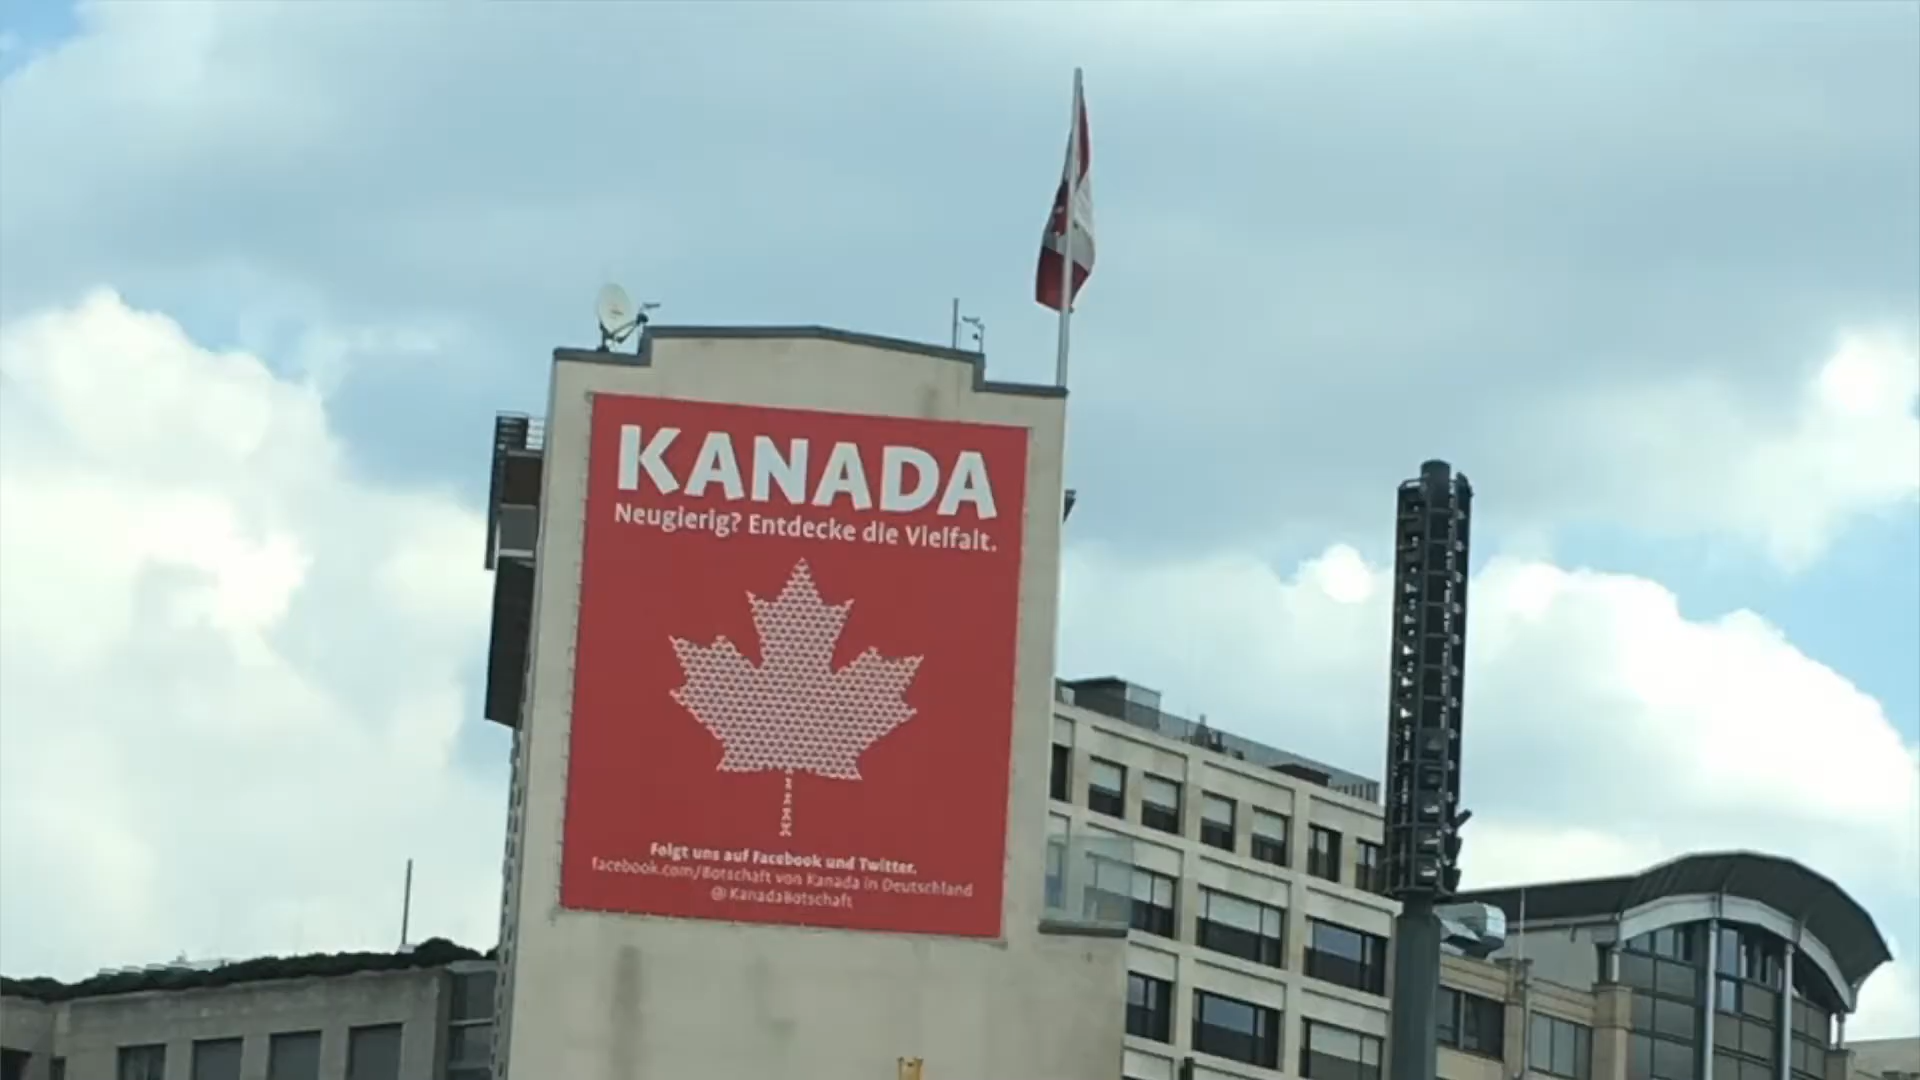 KANADA
Neugierig? Entdecke die Vielfalt.
Folgt uns auf Facebook und Twitter.
facebook.com/Botschaft von Kanada in Deutschland
@KanadaBotschaft